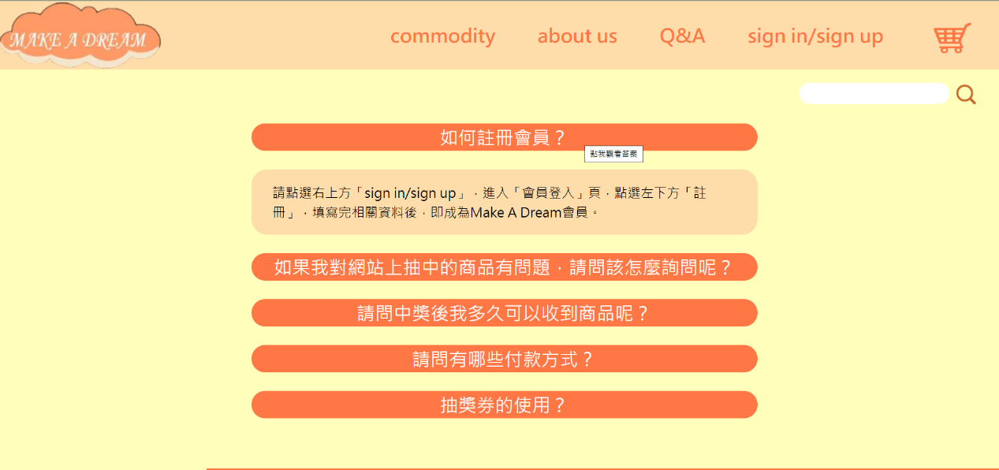 MAKE A DREAM
commodity
about us
Q&A
sign in/sign up
如何註冊會員？
點我觀看答案
請點選右上方「sign in/sign up」，進入「會員登入」頁，點選左下方「註
冊」，填寫完相關資料後，即成為Make A Dream會員。
如果我對網站上抽中的商品有問題，請問該怎麼詢問呢？
請問中獎後我多久可以收到商品呢？
請問有哪些付款方式？
抽獎券的使用？